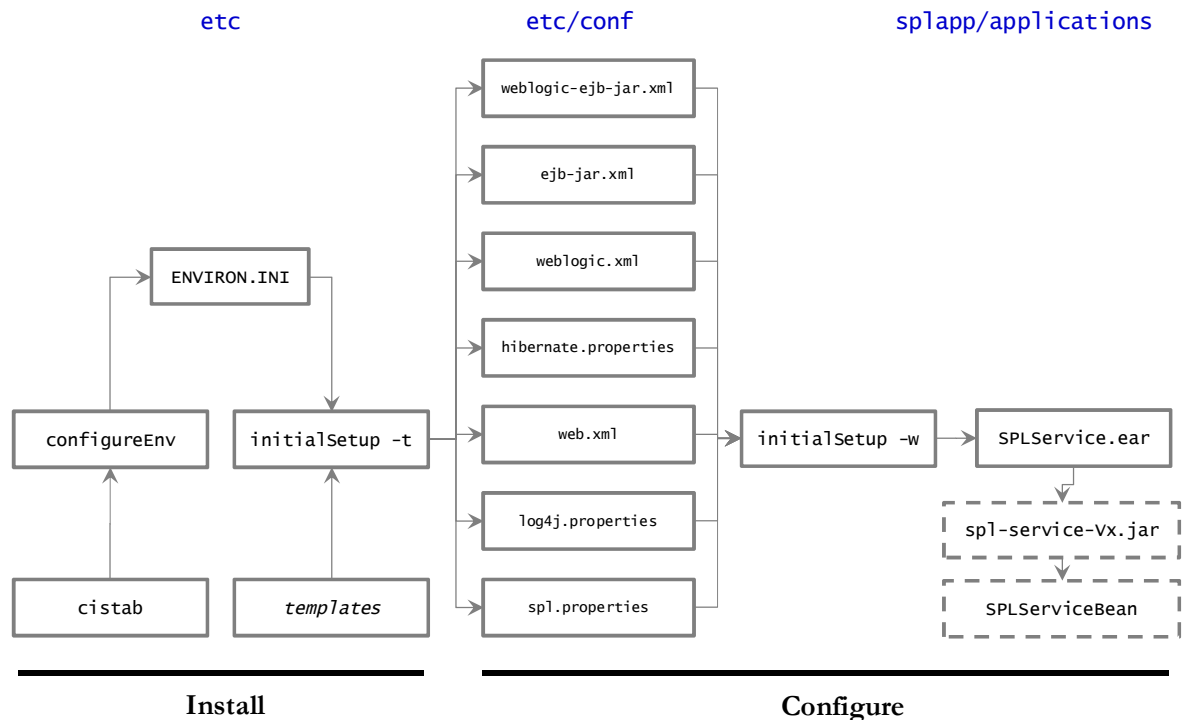 etc
etc/conf
splapp/applications
weblogic-ejb-jar.xml
ejb-jar.xml
weblogic.xml
ENVIRON.INI
hibernate.properties
configureEnv
initialSetup -t
web.xml
initialSetup -w
SPLService.ear
log4j.properties
spl-service-Vx.jar
cistab
templates
spl.properties
SPLServiceBean
Install
Configure